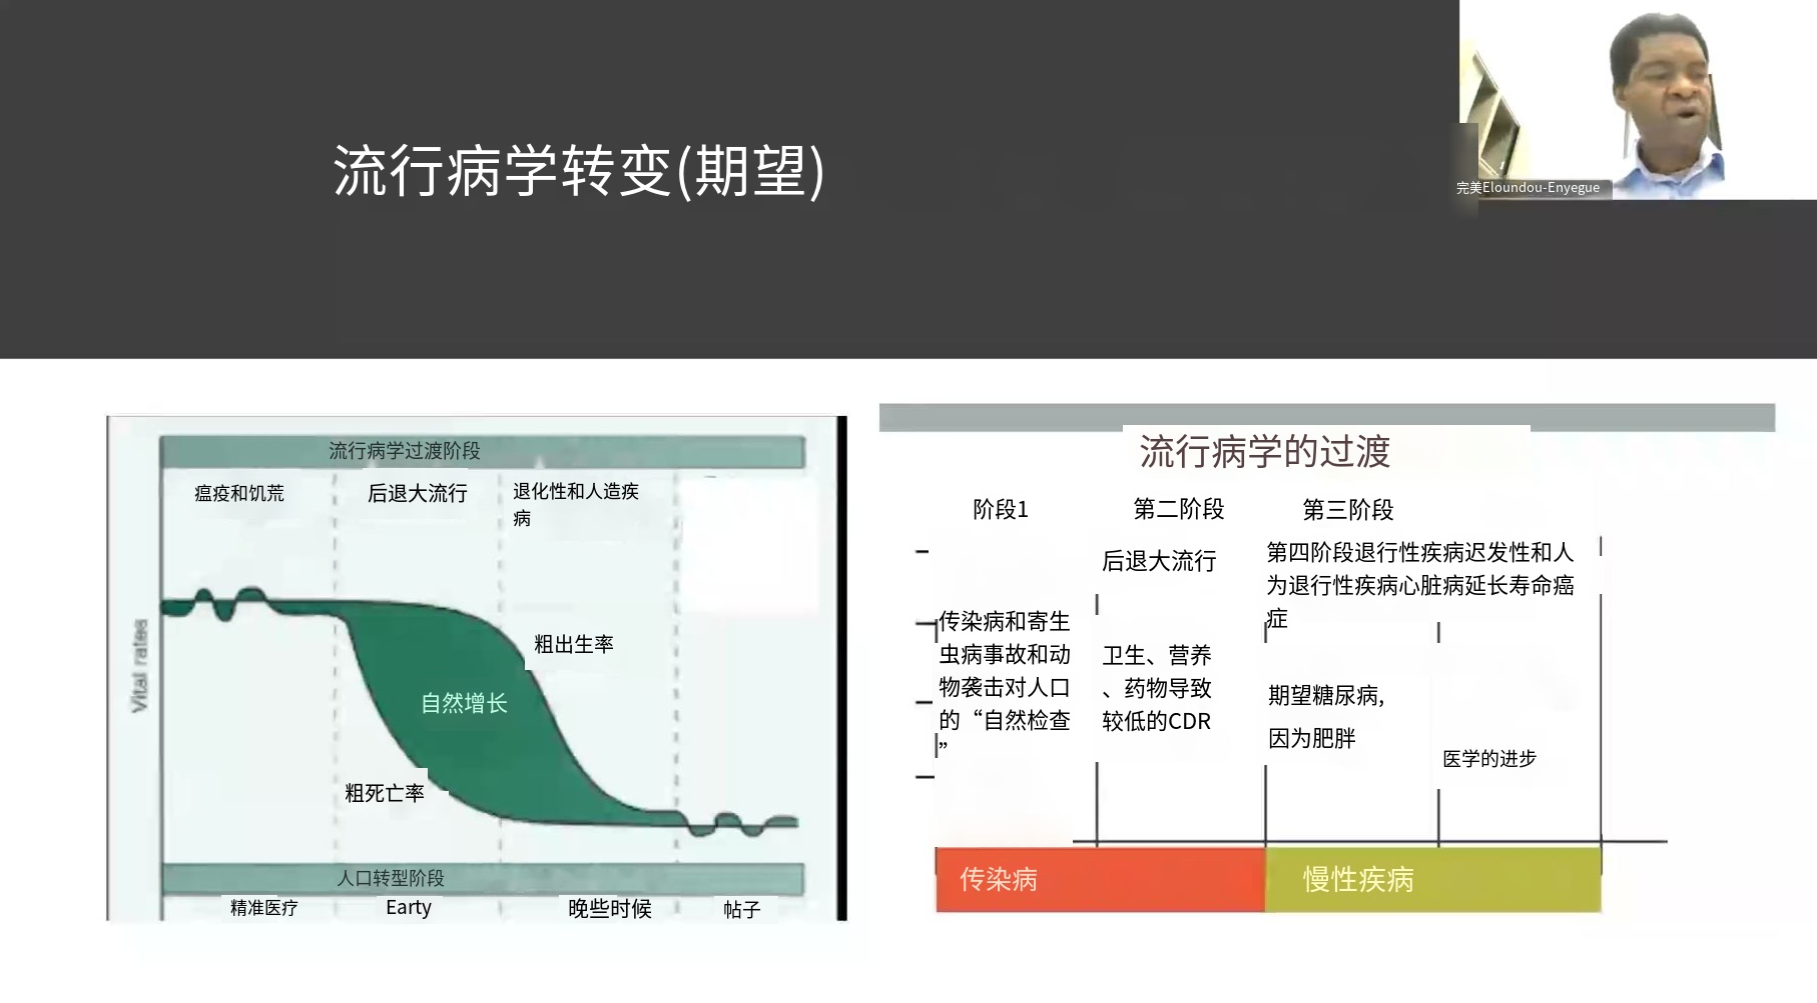 流行病学转变(期望)
完美Eloundou-Enyegue
流行病学过渡阶段
瘟疫和饥荒
后退大流行
退化性和人造疾
病
Vital rates
粗出生率
自然增长
粗死亡率
人口转型阶段
精准医疗
Earty
晚些时候
帖子
流行病学的过渡
阶段1
第二阶段
第三阶段
后退大流行
第四阶段退行性疾病迟发性和人
为退行性疾病心脏病延长寿命癌
症
传染病和寄生
虫病事故和动
物袭击对人口
的“自然检查
”
卫生、营养
、药物导致
较低的CDR
期望糖尿病,
因为肥胖
医学的进步
传染病
慢性疾病